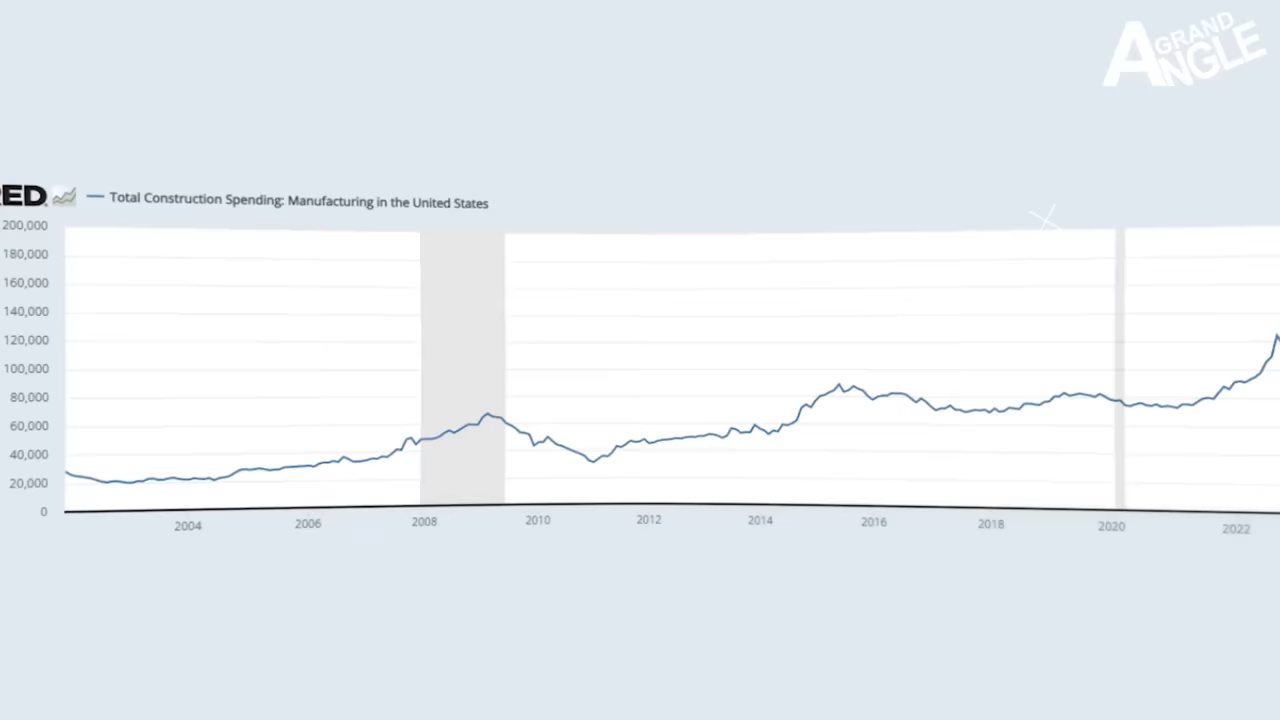 A GRAND
ANGLE
RED
Total Construction Spending: Manufacturing in the United States
200,000
180,000
160,000
140,000
120,000
100,000
80,000
60,000
40,000
20,000
0
2004 2006 2008 2010 2012 2014 2016 2018 2020 2022